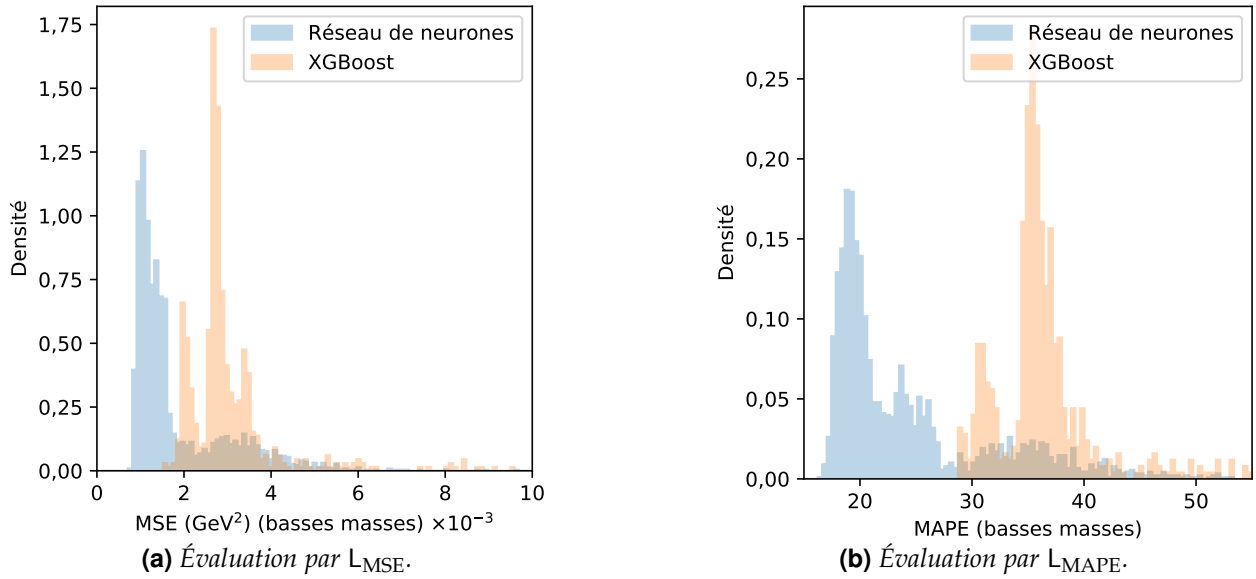 1,75
1,50
1,25
1,00
0,75
0,50
0,25
0,00
Densité
Réseau de neurones
XGBoost
0 2 4 6 8 10
MSE (GeV²) (basses masses) ×10⁻³
(a) Évaluation par L_MSE.
0,25
0,20
0,15
0,10
0,05
0,00
Densité
Réseau de neurones
XGBoost
20 30 40 50
MAPE (basses masses)
(b) Évaluation par L_MAPE.